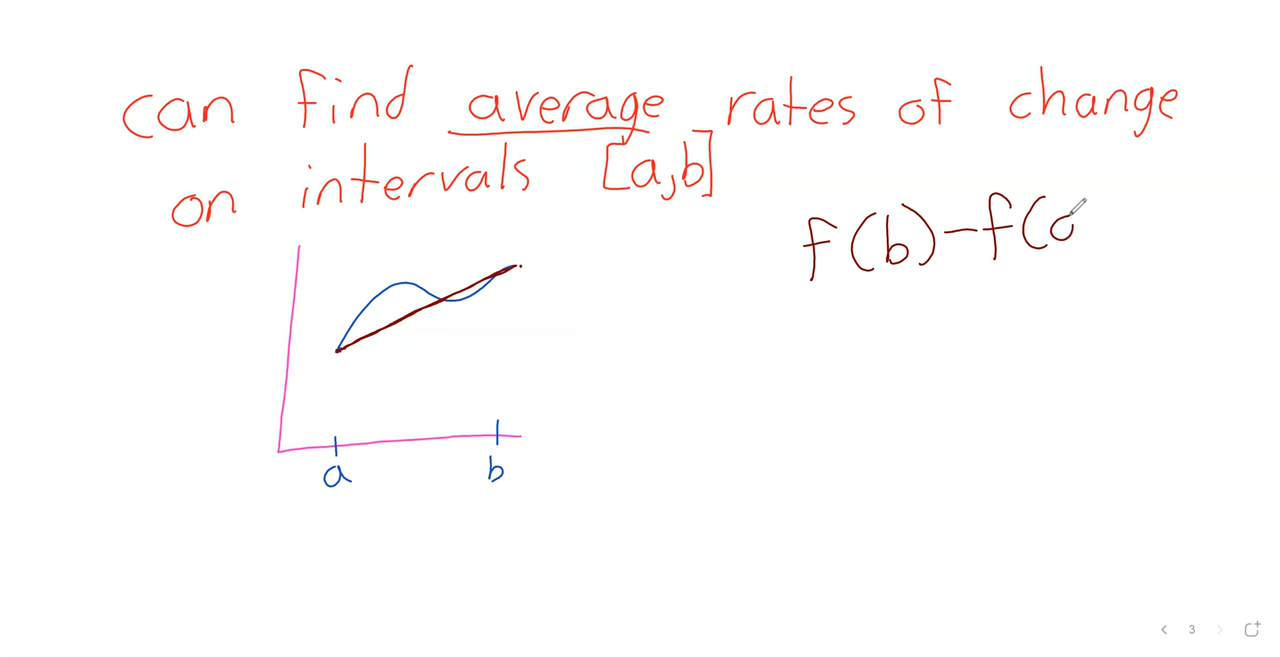 can find average rates of change
on intervals [a,b]
f(b)-f(a
a
b
3